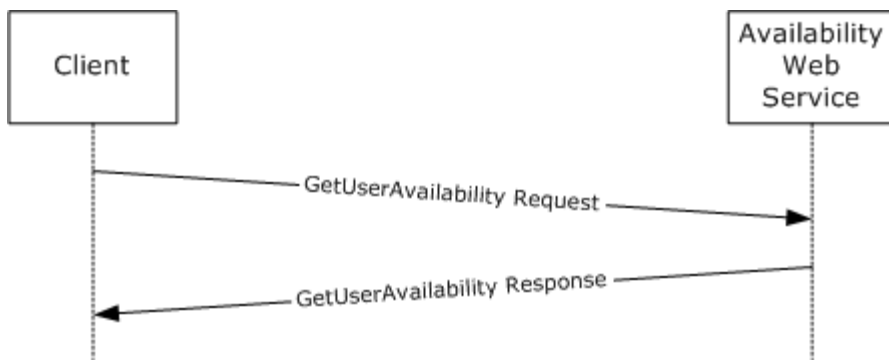 Client
Availability
Web
Service
GetUserAvailability Request
GetUserAvailability Response